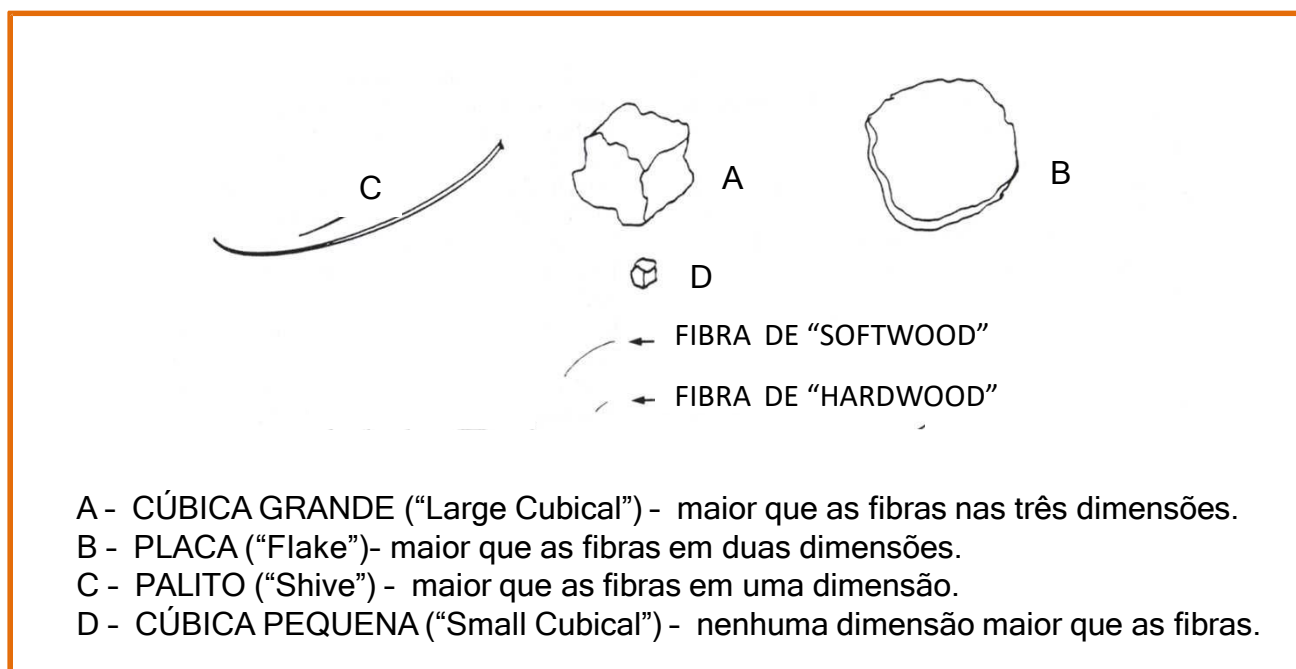 C
A
B
D
FIBRA DE “SOFTWOOD”
FIBRA DE “HARDWOOD”
A – CÚBICA GRANDE (“Large Cubical”) – maior que as fibras nas três dimensões.
B – PLACA (“Flake”)– maior que as fibras em duas dimensões.
C – PALITO (“Shive”) – maior que as fibras em uma dimensão.
D – CÚBICA PEQUENA (“Small Cubical”) – nenhuma dimensão maior que as fibras.